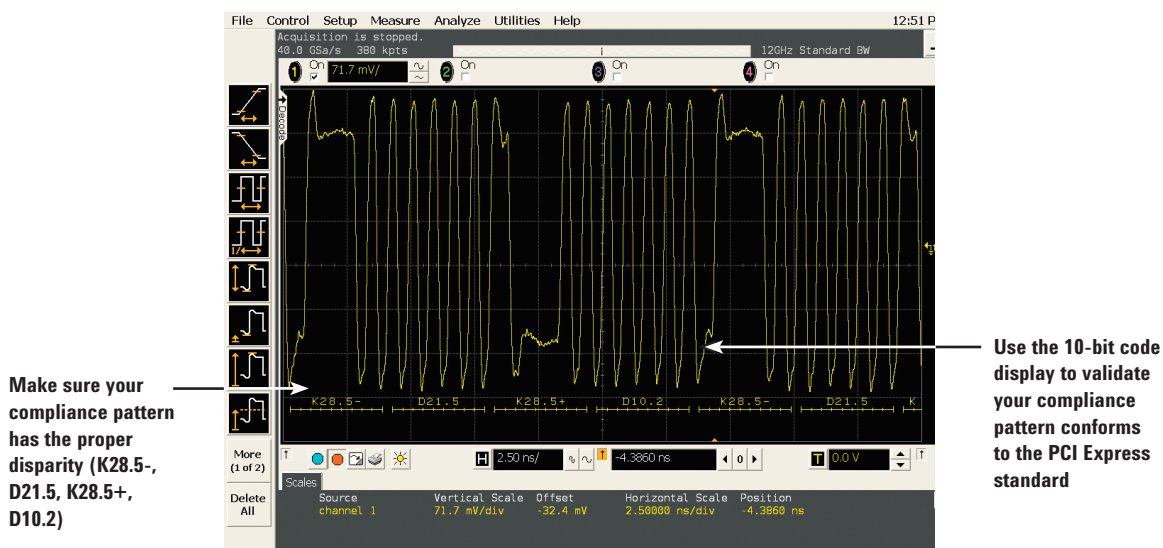 File Control Setup Measure Analyze Utilities Help 12:51 P
Acquisition is stopped.
40.0 GSa/s 380 kpts 12GHz Standard BW
1 On 71.7 mV/ 2 On 3 On 4 On
Decode
1/
K28.5- D21.5 K28.5+ D10.2 K28.5- D21.5 K
Make sure your
compliance pattern
has the proper
disparity (K28.5-,
D21.5, K28.5+,
D10.2)
Use the 10-bit code
display to validate
your compliance
pattern conforms
to the PCI Express
standard
More
(1 of 2)
H 2.50 ns/ -4.3860 ns 0 T 0.0 V
Delete
All
Scales
Source Vertical Scale Offset Horizontal Scale Position
channel 1 71.7 mV/div -32.4 mV 2.50000 ns/div -4.3860 ns